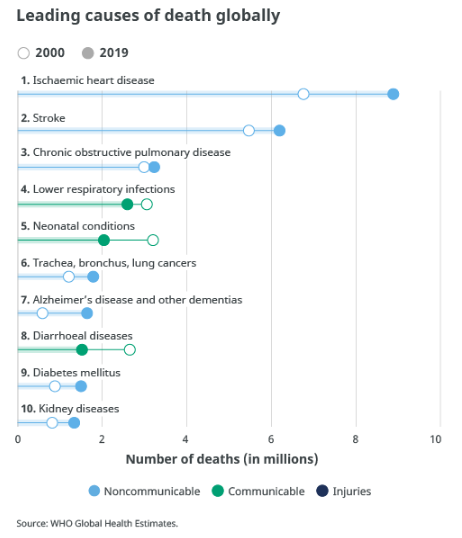 Leading causes of death globally
2000 2019
1. Ischaemic heart disease
2. Stroke
3. Chronic obstructive pulmonary disease
4. Lower respiratory infections
5. Neonatal conditions
6. Trachea, bronchus, lung cancers
7. Alzheimer's disease and other dementias
8. Diarrhoeal diseases
9. Diabetes mellitus
10. Kidney diseases
0 2 4 6 8 10
Number of deaths (in millions)
Noncommunicable Communicable Injuries
Source: WHO Global Health Estimates.